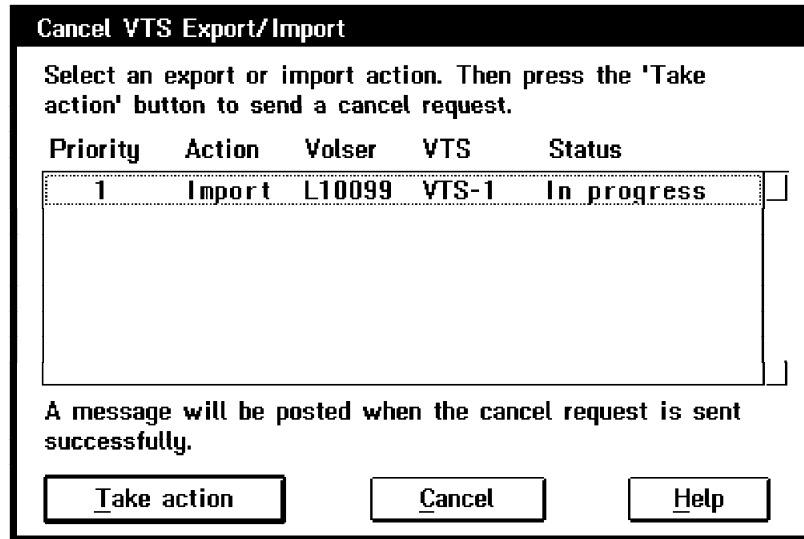 Cancel VTS Export/Import
Select an export or import action. Then press the 'Take
action' button to send a cancel request.
Priority Action Volser VTS Status
1 Import L10099 VTS-1 In progress
A message will be posted when the cancel request is sent
successfully.
Take action Cancel Help